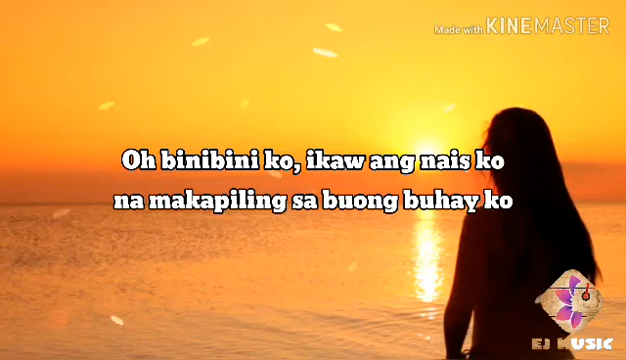 Made with KINEMASTER
Oh binibini ko, ikaw ang nais ko
na makapiling sa buong buhay ko
EJ MUSIC